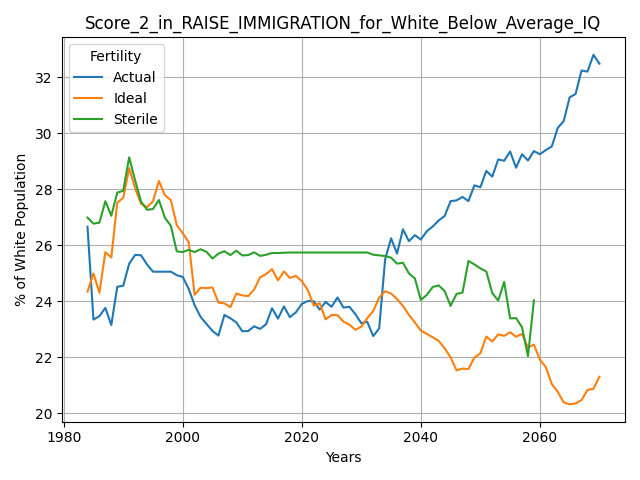 Score_2_in_RAISE_IMMIGRATION_for_White_Below_Average_IQ
Fertility
Actual
Ideal
Sterile
% of White Population
32
30
28
26
24
22
20
1980
2000
2020
2040
2060
Years